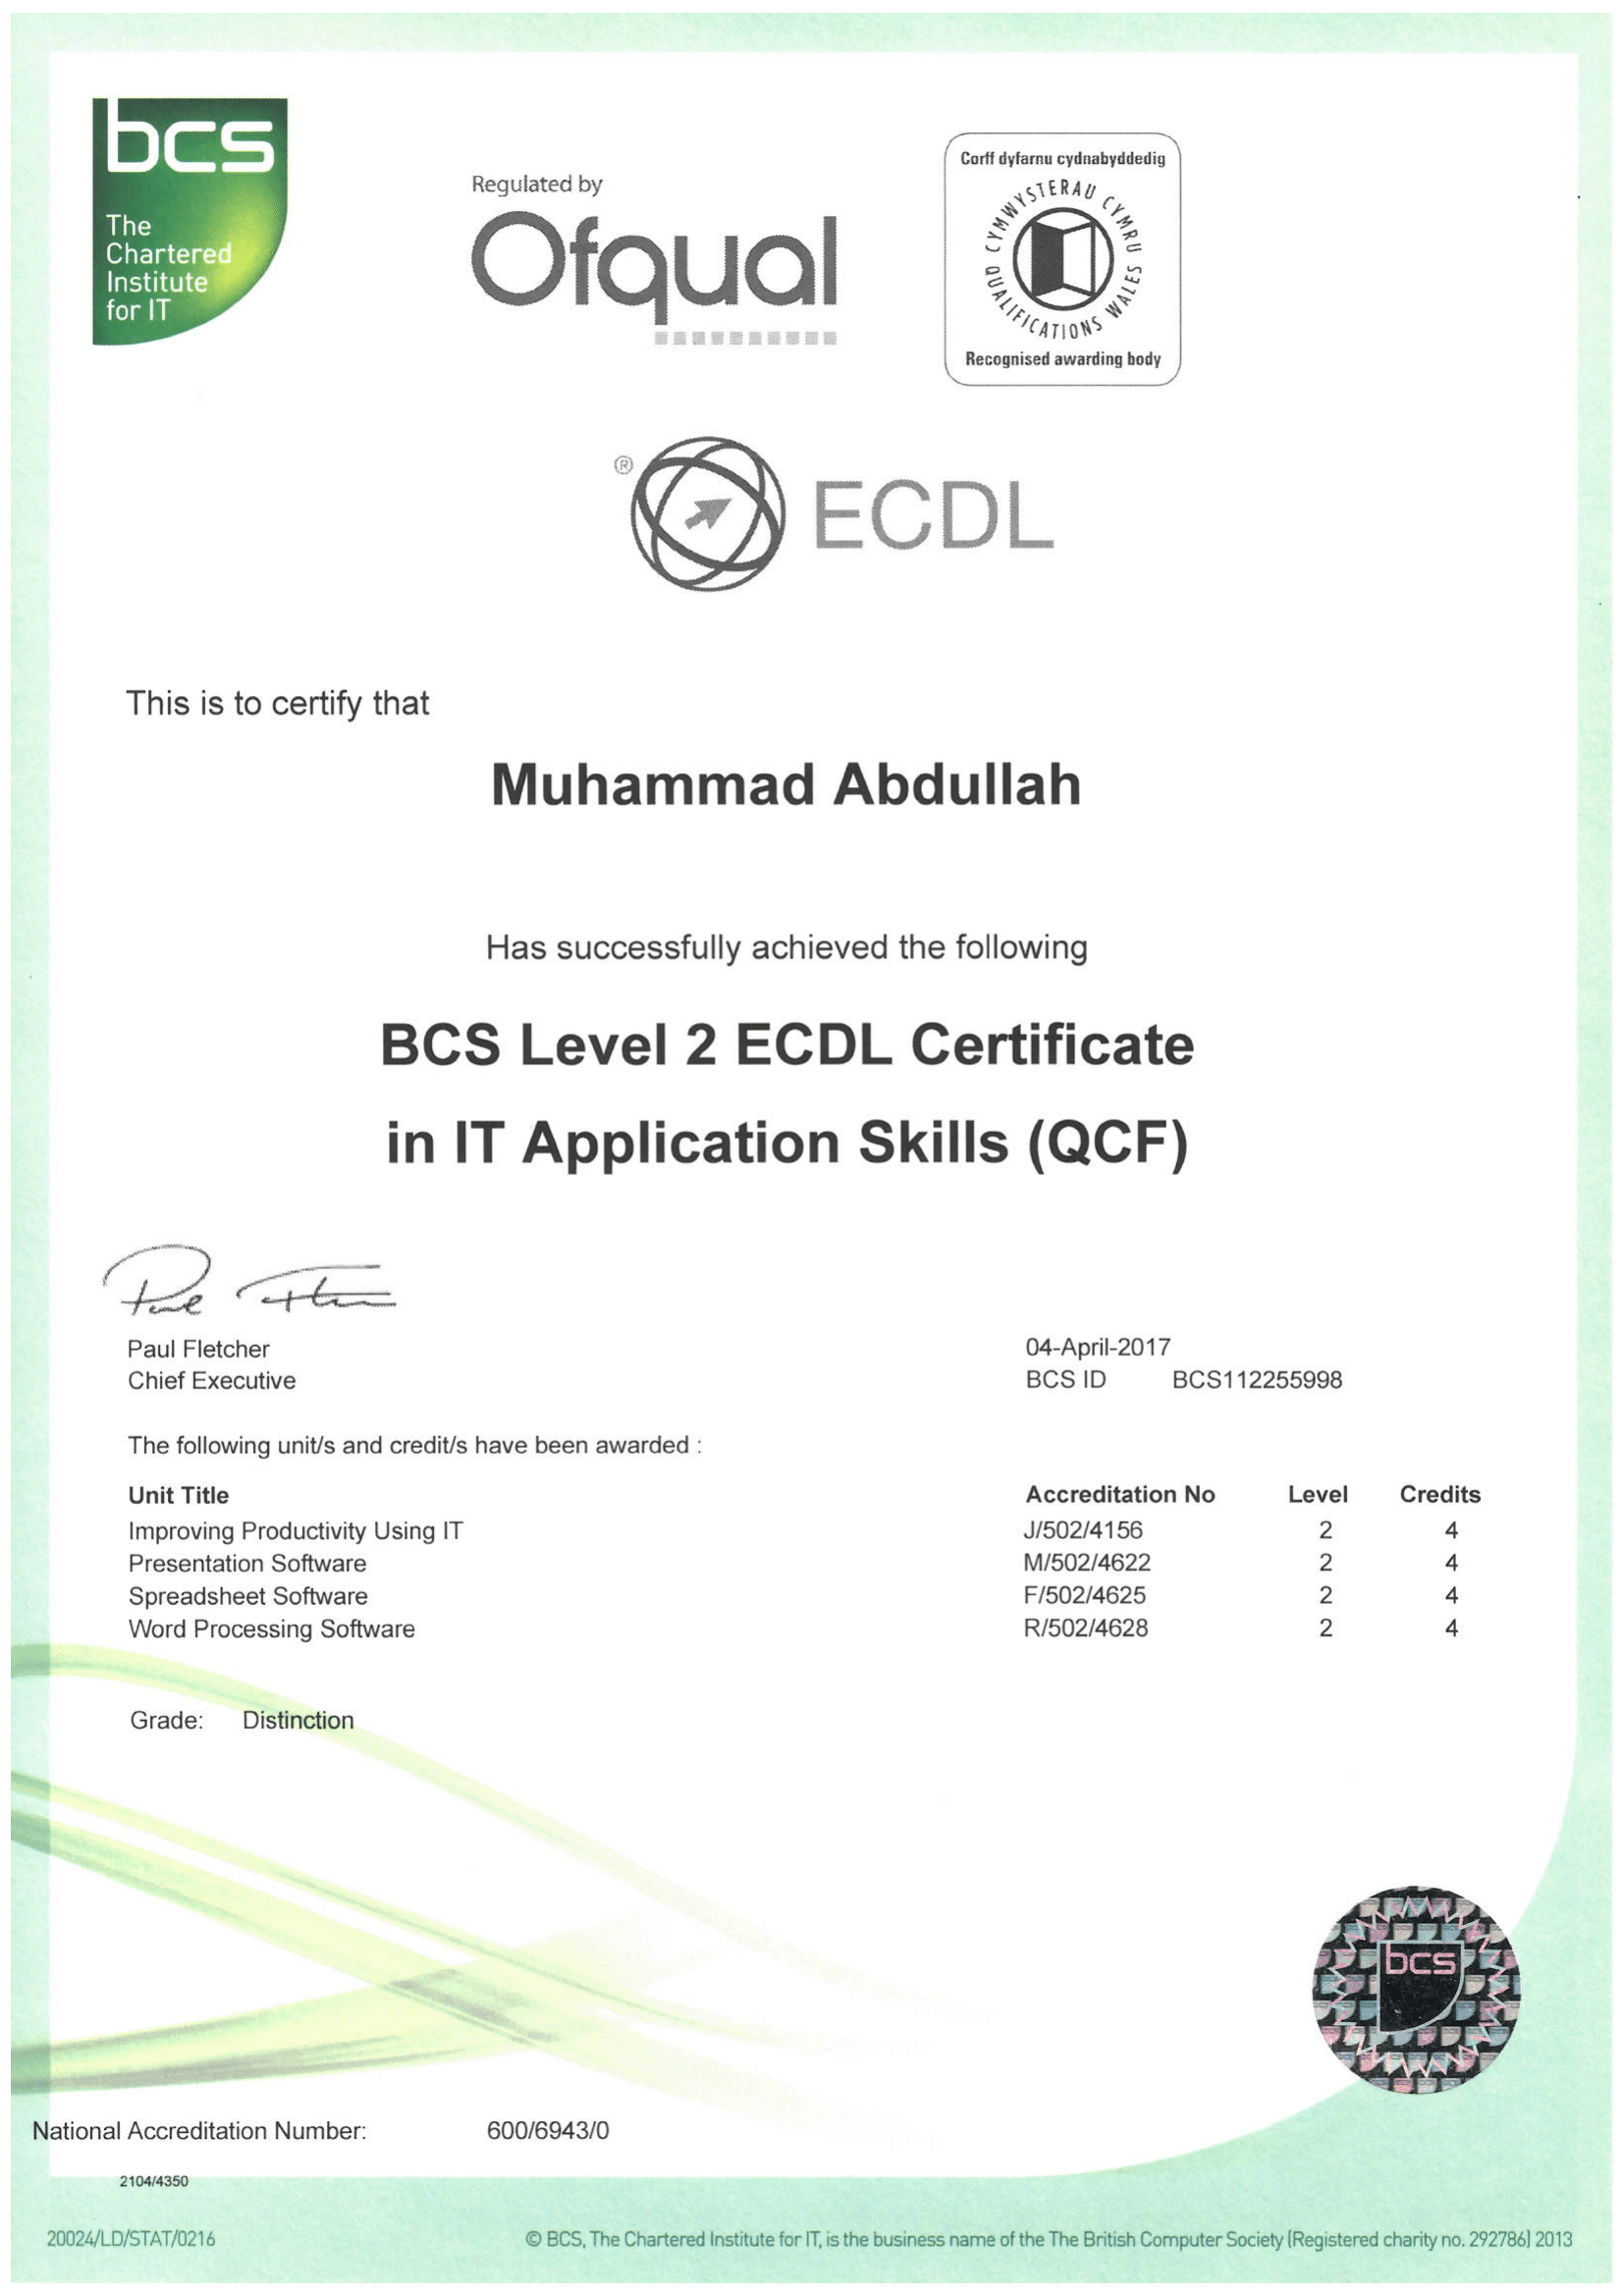 bcs
The
Chartered
Institute
for IT
Regulated by
Ofqual
Corff dyfarnu cydnabyddedig
CYMWYSTERAU CYMRU
QUALIFICATIONS WALES
Recognised awarding body
® ECDL
This is to certify that
Muhammad Abdullah
Has successfully achieved the following
BCS Level 2 ECDL Certificate
in IT Application Skills (QCF)
Paul Fletcher
Chief Executive
04-April-2017
BCS ID BCS112255998
The following unit/s and credit/s have been awarded :
Unit Title Accreditation No Level Credits
Improving Productivity Using IT J/502/4156 2 4
Presentation Software M/502/4622 2 4
Spreadsheet Software F/502/4625 2 4
Word Processing Software R/502/4628 2 4
Grade: Distinction
bcs
National Accreditation Number: 600/6943/0
2104/4350
20024/LD/STAT/0216
© BCS, The Chartered Institute for IT, is the business name of the The British Computer Society (Registered charity no. 292786) 2013